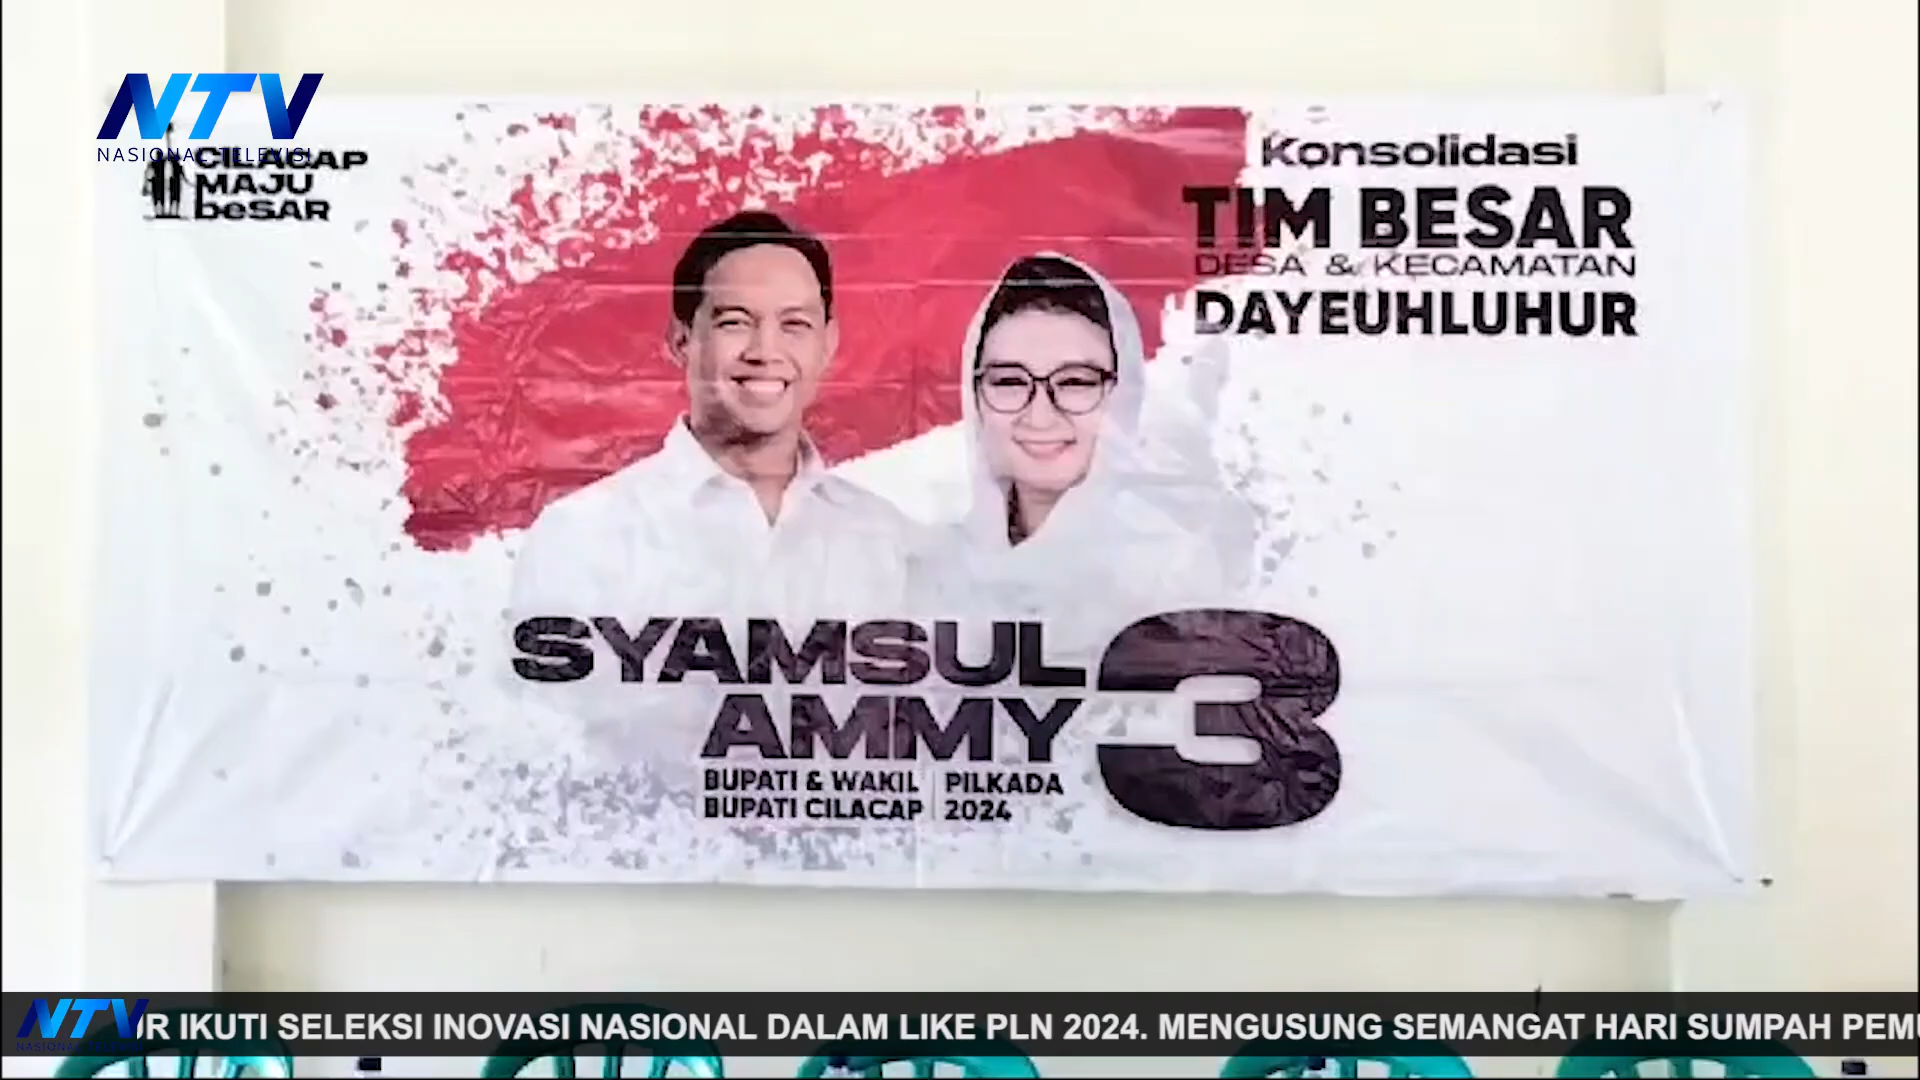 NTV
NASIONAL TELEVISI
CILACAP
MAJU
beSAR
Konsolidasi
TIM BESAR
DESA & KECAMATAN
DAYEUHLUHUR
SYAMSUL
AMMY
3
BUPATI & WAKIL
BUPATI CILACAP
PILKADA
2024
NTV
UR IKUTI SELEKSI INOVASI NASIONAL DALAM LIKE PLN 2024. MENGUSUNG SEMANGAT HARI SUMPAH PEMU